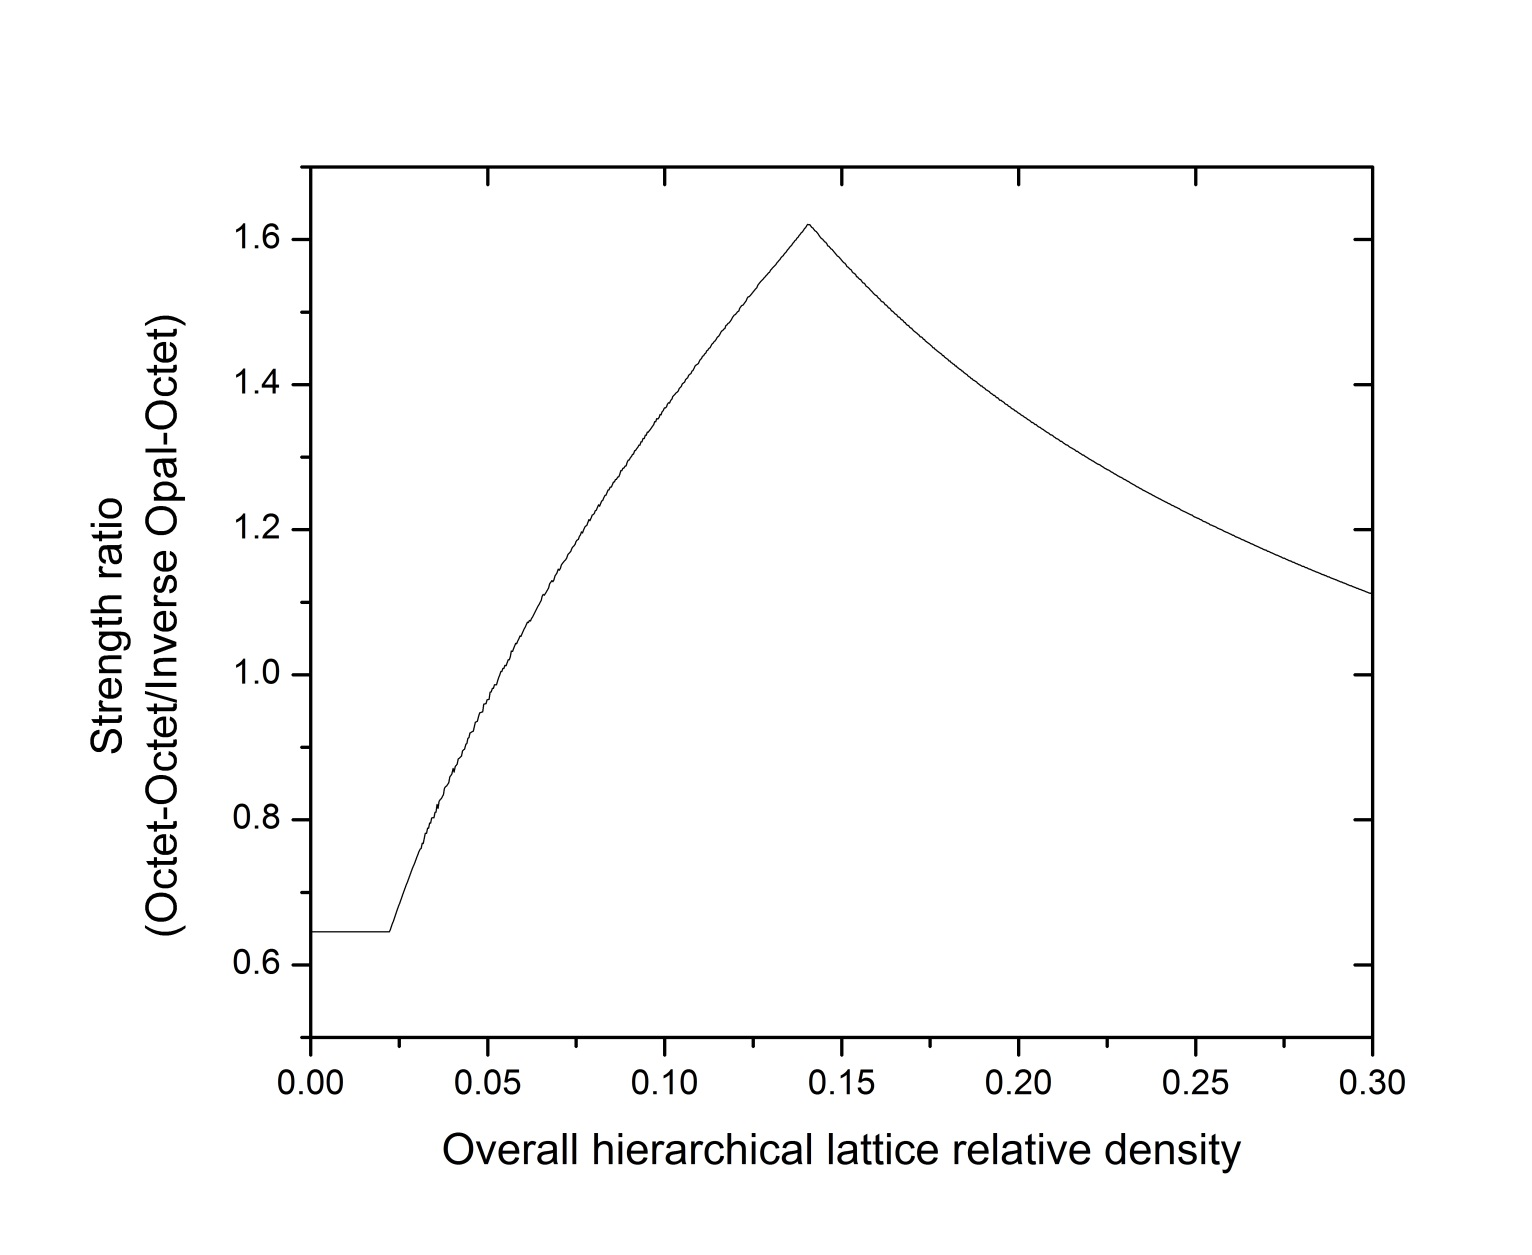 Strength ratio
(Octet-Octet/Inverse Opal-Octet)
1.6
1.4
1.2
1.0
0.8
0.6
0.00 0.05 0.10 0.15 0.20 0.25 0.30
Overall hierarchical lattice relative density